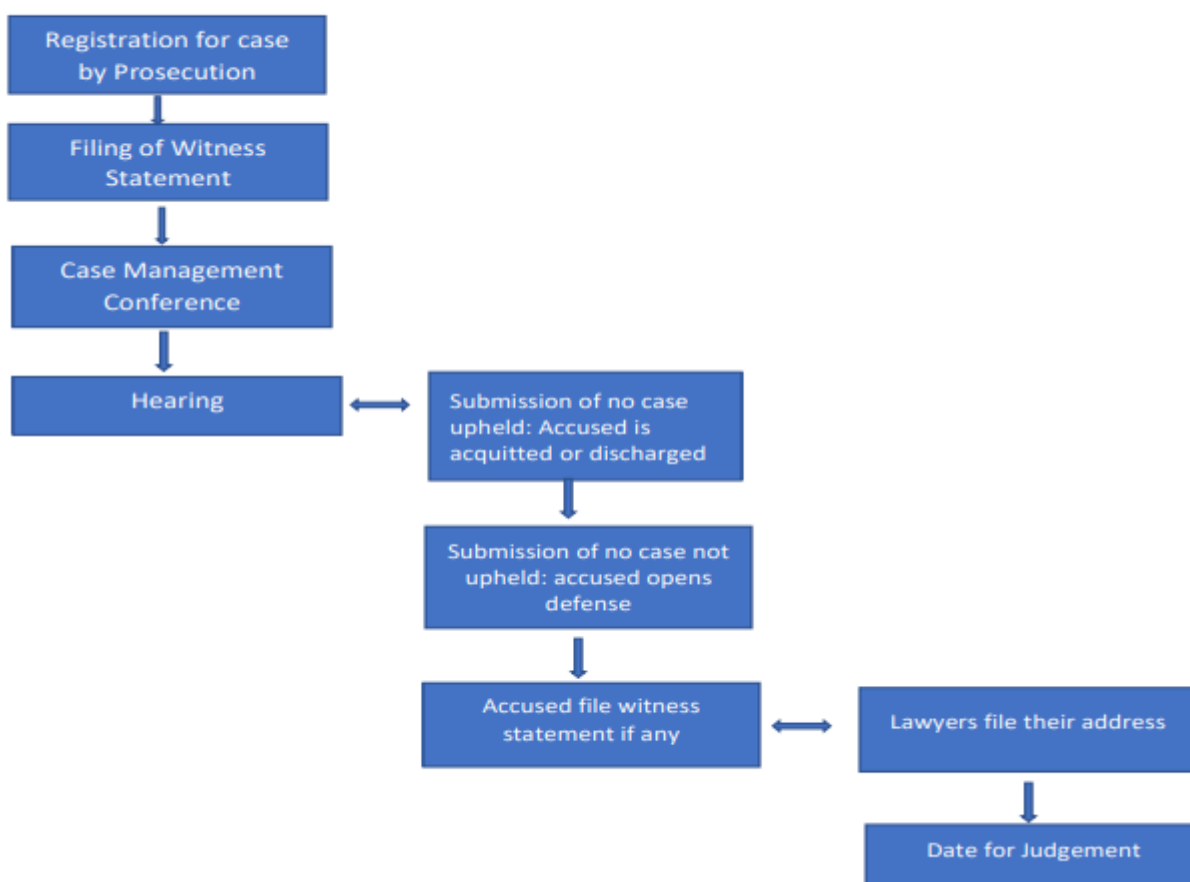 Registration for case
by Prosecution
Filing of Witness
Statement
Case Management
Conference
Hearing
Submission of no case
upheld: Accused is
acquitted or discharged
Submission of no case not
upheld: accused opens
defense
Accused file witness
statement if any
Lawyers file their address
Date for Judgement